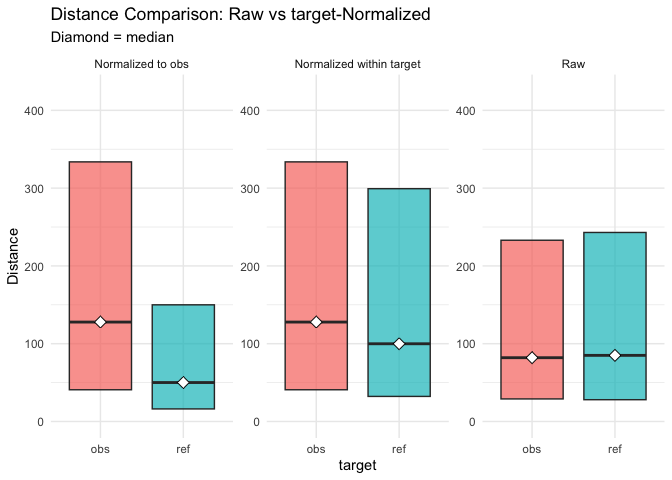 Distance Comparison: Raw vs target-Normalized
Diamond = median
Normalized to obs
Normalized within target
Raw
Distance
400
300
200
100
0
400
300
200
100
0
400
300
200
100
0
obs
ref
obs
ref
obs
ref
target